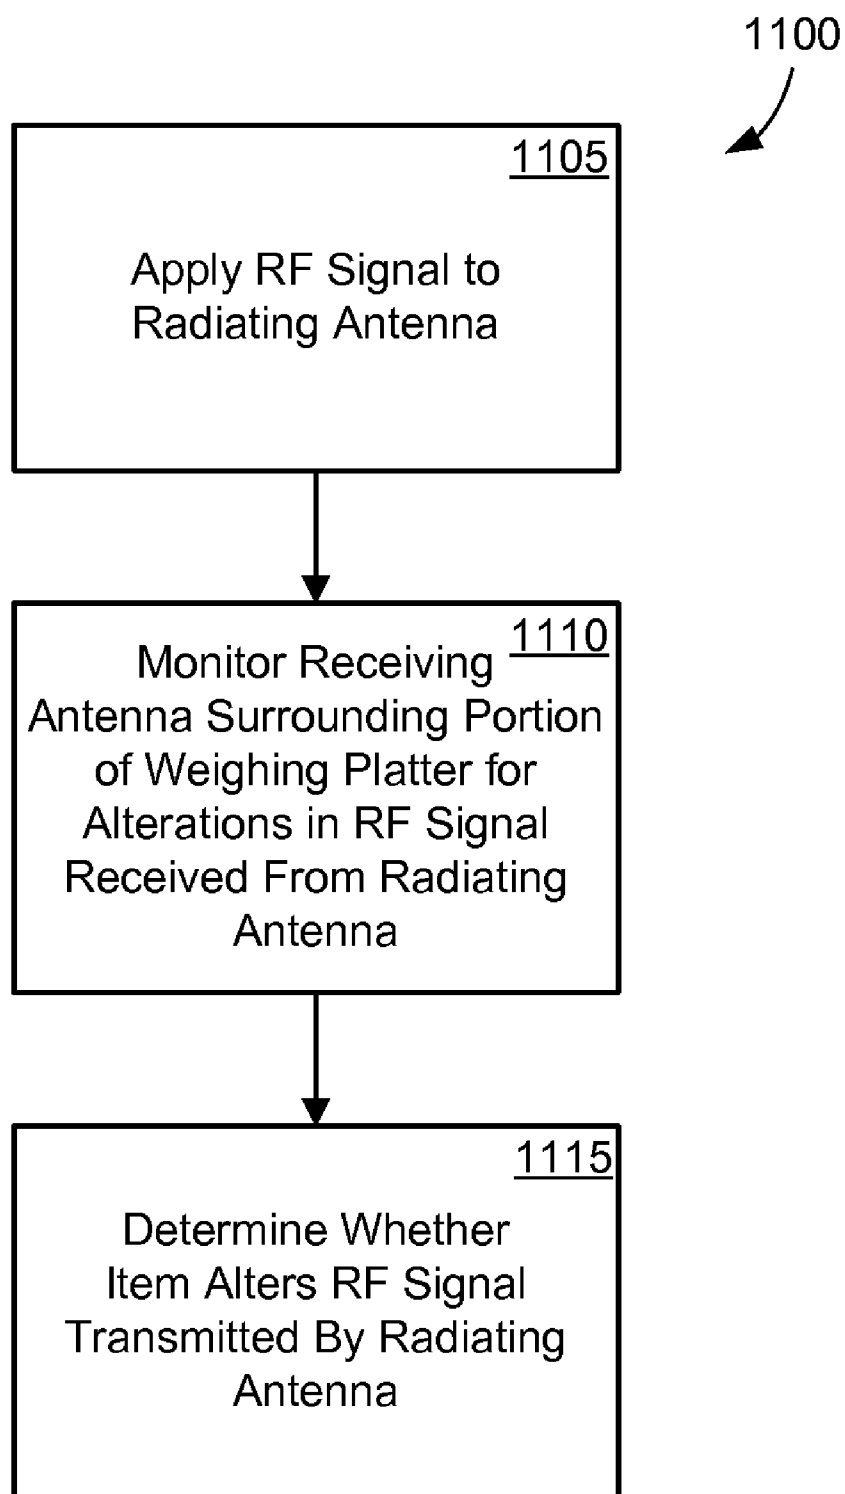 1100
1105
Apply RF Signal to
Radiating Antenna
1110
Monitor Receiving
Antenna Surrounding Portion
of Weighing Platter for
Alterations in RF Signal
Received From Radiating
Antenna
1115
Determine Whether
Item Alters RF Signal
Transmitted By Radiating
Antenna